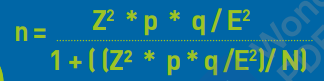 n = Z² * p * q / E²
1 + ( (Z² * p * q /E²)/ N)